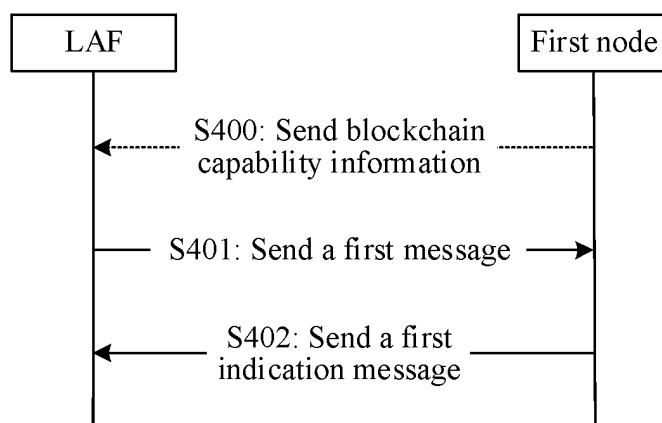 LAF
First node
S400: Send blockchain
capability information
S401: Send a first message
S402: Send a first
indication message